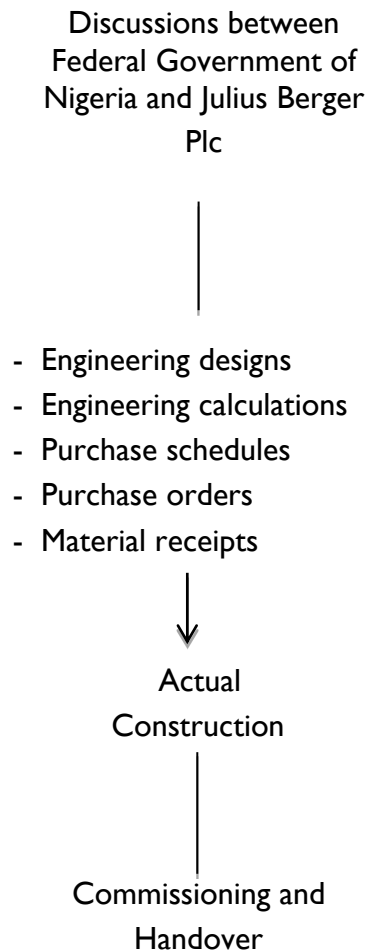 Discussions between
Federal Government of
Nigeria and Julius Berger
Plc
- Engineering designs
- Engineering calculations
- Purchase schedules
- Purchase orders
- Material receipts
Actual
Construction
Commissioning and
Handover